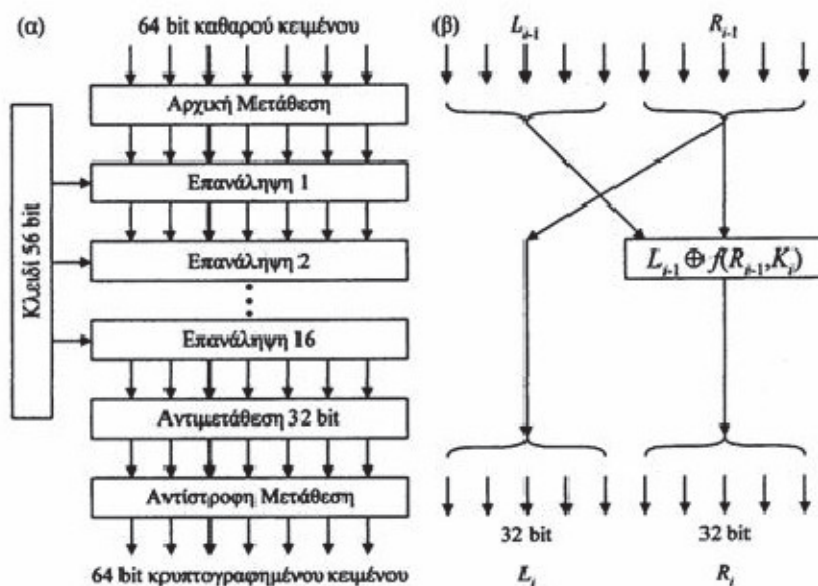 (α)
64 bit καθαρού κειμένου
Αρχική Μετάθεση
Κλειδί 56 bit
Επανάληψη 1
Επανάληψη 2
Επανάληψη 16
Αντιμετάθεση 32 bit
Αντίστροφη Μετάθεση
64 bit κρυπτογραφημένου κειμένου
(β)
L_{i-1}
R_{i-1}
L_{i-1} ⊕ f(R_{i-1},K_i)
32 bit
32 bit
L_i
R_i